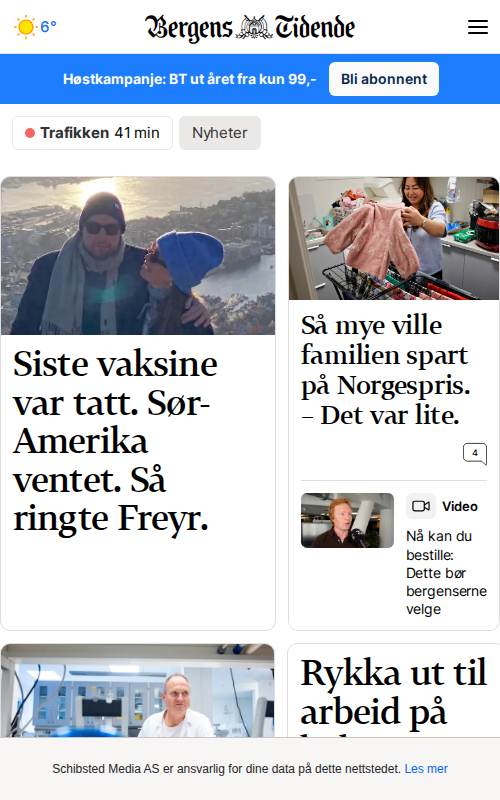 6°
Bergens Tidende
Høstkampanje: BT ut året fra kun 99,-
Bli abonnent
Trafikken 41 min
Nyheter
Siste vaksine
var tatt. Sør-
Amerika
ventet. Så
ringte Freyr.
Så mye ville
familien spart
på Norgespris.
– Det var lite.
4
Video
Nå kan du
bestille:
Dette bør
bergenserne
velge
Rykka ut til
arbeid på
Schibsted Media AS er ansvarlig for dine data på dette nettstedet. Les mer